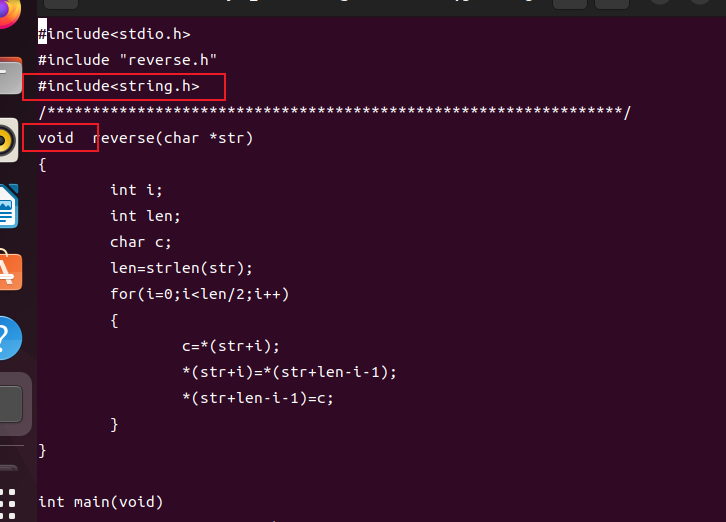 #include<stdio.h>
#include "reverse.h"
#include<string.h>
/****************************************************************/
void  reverse(char *str)
{
        int i;
        int len;
        char c;
        len=strlen(str);
        for(i=0;i<len/2;i++)
        {
                c=*(str+i);
                *(str+i)=*(str+len-i-1);
                *(str+len-i-1)=c;
        }
}
int main(void)